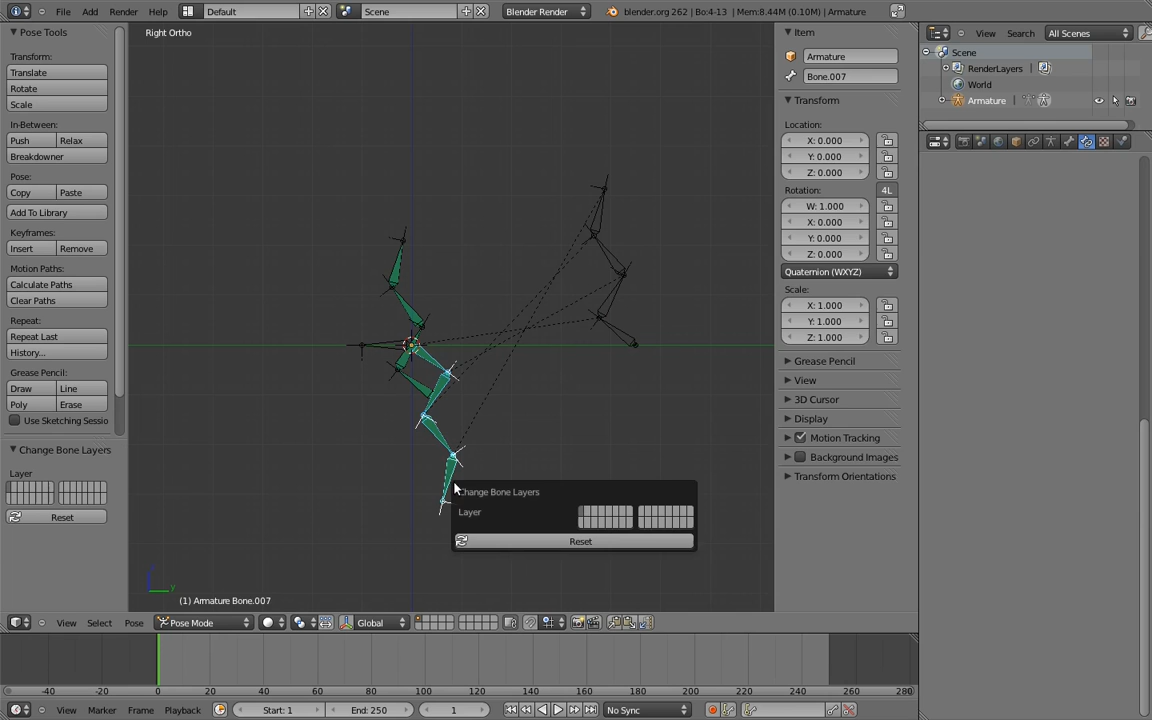 Add Render Help Default Scene Blender Render blender.org 262 | Bo:4-13 | Mem:8.44M (0.10M) | Armature
Pose Tools
Transform:
Translate
Rotate
Scale
In-Between:
Push Relax
Breakdowner
Pose:
Copy Paste
Add To Library
Keyframes:
Insert Remove
Motion Paths:
Calculate Paths
Clear Paths
Repeat:
Repeat Last
History...
Grease Pencil:
Draw Line
Poly Erase
Use Sketching Sessio
Change Bone Layers
Layer
Reset
Right Ortho
Change Bone Layers
Layer
Reset
y
(1) Armature Bone.007
View Select Pose Pose Mode Global
Item
Armature
Bone.007
Transform
Location:
X: 0.000
Y: 0.000
Z: 0.000
Rotation: 4L
W: 1.000
X: 0.000
Y: 0.000
Z: 0.000
Quaternion (WXYZ)
Scale:
X: 1.000
Y: 1.000
Z: 1.000
Grease Pencil
View
3D Cursor
Display
Motion Tracking
Background Images
Transform Orientations
View Search All Scenes
Scene
RenderLayers |
World
Armature |
-40 -20 0 20 40 60 80 100 120 140 160 180 200 220 240 260 280
View Marker Frame Playback Start: 1 End: 250 1 No Sync